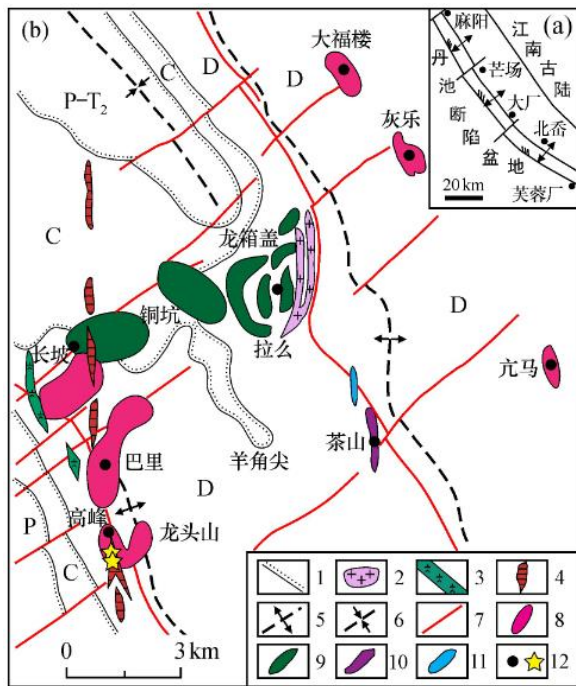 (b)
C
D
D
大福楼
P-T₂
灰乐
C
龙箱盖
铜坑
拉么
D
长坡
亢马
茶山
巴里
羊角尖
D
P
高峰
龙头山
C
0 3 km
(a)
麻阳
江南古陆
芒场
丹池断陷盆地
大厂
北香
芙蓉厂
20 km
1 2 3 4
5 6 7 8
9 10 11 12